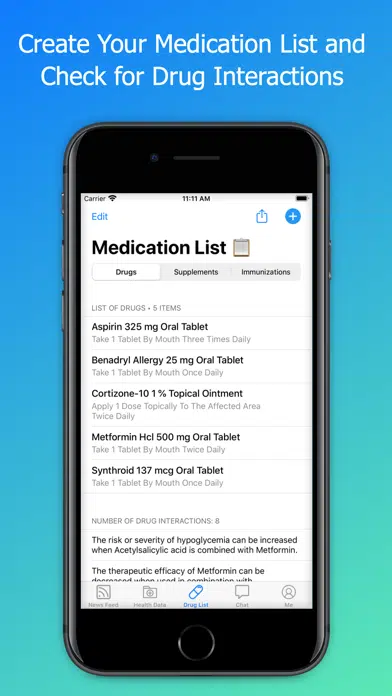 Create Your Medication List and
Check for Drug Interactions
Carrier 11:11 AM
Edit
Medication List
Drugs Supplements Immunizations
LIST OF DRUGS • 5 ITEMS
Aspirin 325 mg Oral Tablet
Take 1 Tablet By Mouth Three Times Daily
Benadryl Allergy 25 mg Oral Tablet
Take 1 Tablet By Mouth Once Daily
Cortizone-10 1 % Topical Ointment
Apply 1 Dose Topically To The Affected Area
Twice Daily
Metformin Hcl 500 mg Oral Tablet
Take 1 Tablet By Mouth Twice Daily
Synthroid 137 mcg Oral Tablet
Take 1 Tablet By Mouth Once Daily
NUMBER OF DRUG INTERACTIONS: 8
The risk or severity of hypoglycemia can be increased
when Acetylsalicylic acid is combined with Metformin.
The therapeutic efficacy of Metformin can be
decreased when used in combination with
News Feed Health Data Drug List Chat Me